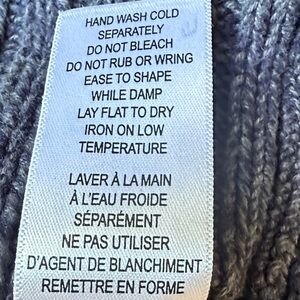 HAND WASH COLD
SEPARATELY
DO NOT BLEACH
DO NOT RUB OR WRING
EASE TO SHAPE
WHILE DAMP
LAY FLAT TO DRY
IRON ON LOW
TEMPERATURE
LAVER À LA MAIN
À L'EAU FROIDE
SÉPARÉMENT
NE PAS UTILISER
D'AGENT DE BLANCHIMENT
REMETTRE EN FORME